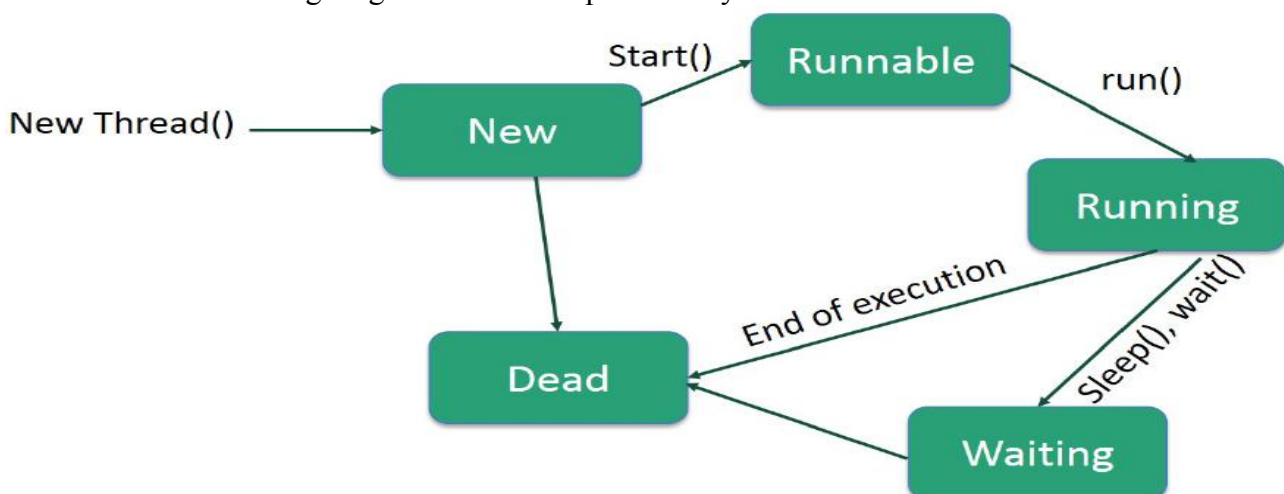 Start()
Runnable
run()
New Thread()
New
Running
End of execution
Sleep(), wait()
Dead
Waiting